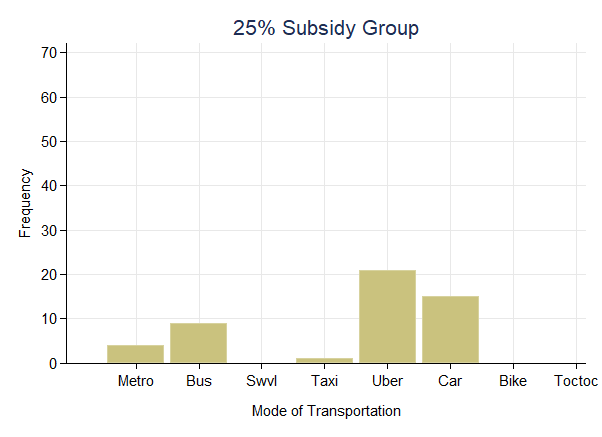 25% Subsidy Group
70
60
50
40
30
20
10
0
Frequency
Metro Bus Swvl Taxi Uber Car Bike Toctoc
Mode of Transportation